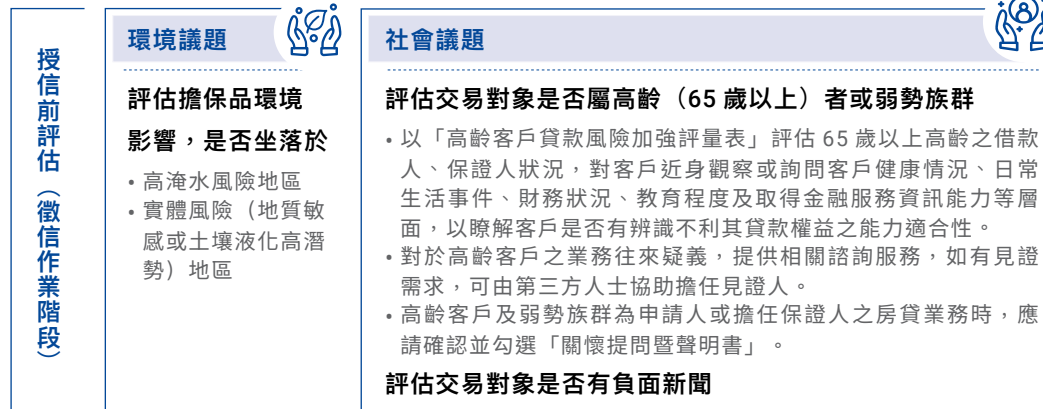 授信前評估（徵信作業階段）
環境議題
評估擔保品環境
影響，是否坐落於
• 高淹水風險地區
• 實體風險（地質敏
感或土壤液化高潛
勢）地區
社會議題
評估交易對象是否屬高齡（65 歲以上）者或弱勢族群
• 以「高齡客戶貸款風險加強評量表」評估 65 歲以上高齡之借款
人、保證人狀況，對客戶近身觀察或詢問客戶健康情況、日常
生活事件、財務狀況、教育程度及取得金融服務資訊能力等層
面，以瞭解客戶是否有辨識不利其貸款權益之能力適合性。
• 對於高齡客戶之業務往來疑義，提供相關諮詢服務，如有見證
需求，可由第三方人士協助擔任見證人。
• 高齡客戶及弱勢族群為申請人或擔任保證人之房貸業務時，應
請確認並勾選「關懷提問暨聲明書」。
評估交易對象是否有負面新聞